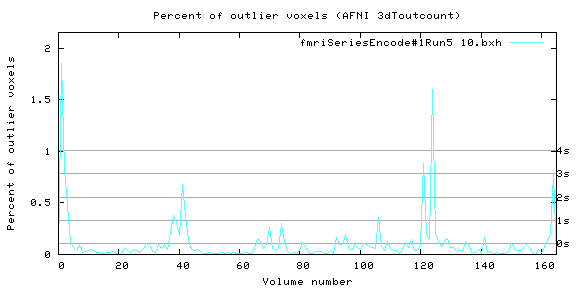 Percent of outlier voxels (AFNI 3dToutcount)
fmriSeriesEncode#1Run5 10.bxh
Percent of outlier voxels
2
1.5
1
0.5
0
4s
3s
2s
1s
0s
0 20 40 60 80 100 120 140 160
Volume number